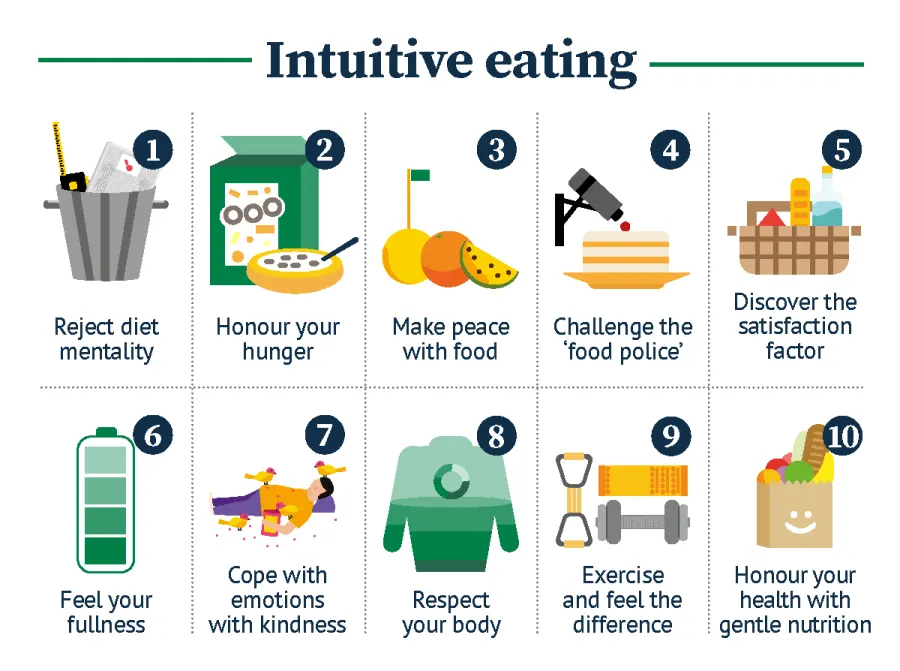 Intuitive eating
1
Reject diet
mentality
2
Honour your
hunger
3
Make peace
with food
4
Challenge the
‘food police’
5
Discover the
satisfaction
factor
6
Feel your
fullness
7
Cope with
emotions
with kindness
8
Respect
your body
9
Exercise
and feel the
difference
10
Honour your
health with
gentle nutrition